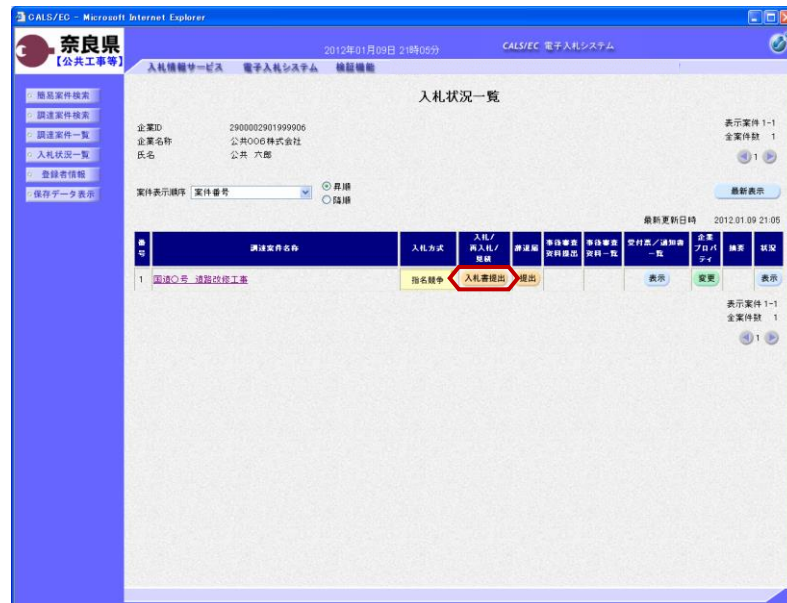 CALS/EC - Microsoft Internet Explorer
奈良県
【公共工事等】
2012年01月09日 21時05分
CALS/EC 電子入札システム
入札情報サービス 電子入札システム 検証機能
簡易案件検索
調達案件検索
調達案件一覧
入札状況一覧
登録者情報
保存データ表示
入札状況一覧
企業ID 2900002901999906
企業名称 公共006株式会社
氏名 公共 六郎
表示案件 1-1
全案件数 1
1
案件表示順序 案件番号
昇順
降順
最新表示
最新更新日時 2012.01.09 21:05
番号 調達案件名称 入札方式 入札/再入札/見積 辞退届 事後審査資料提出 事後審査資料一覧 受付票/通知書一覧 企業プロパティ 摘要 状況
1 国道〇号 道路改修工事 指名競争 入札書提出 提出 表示 変更 表示
表示案件 1-1
全案件数 1
1